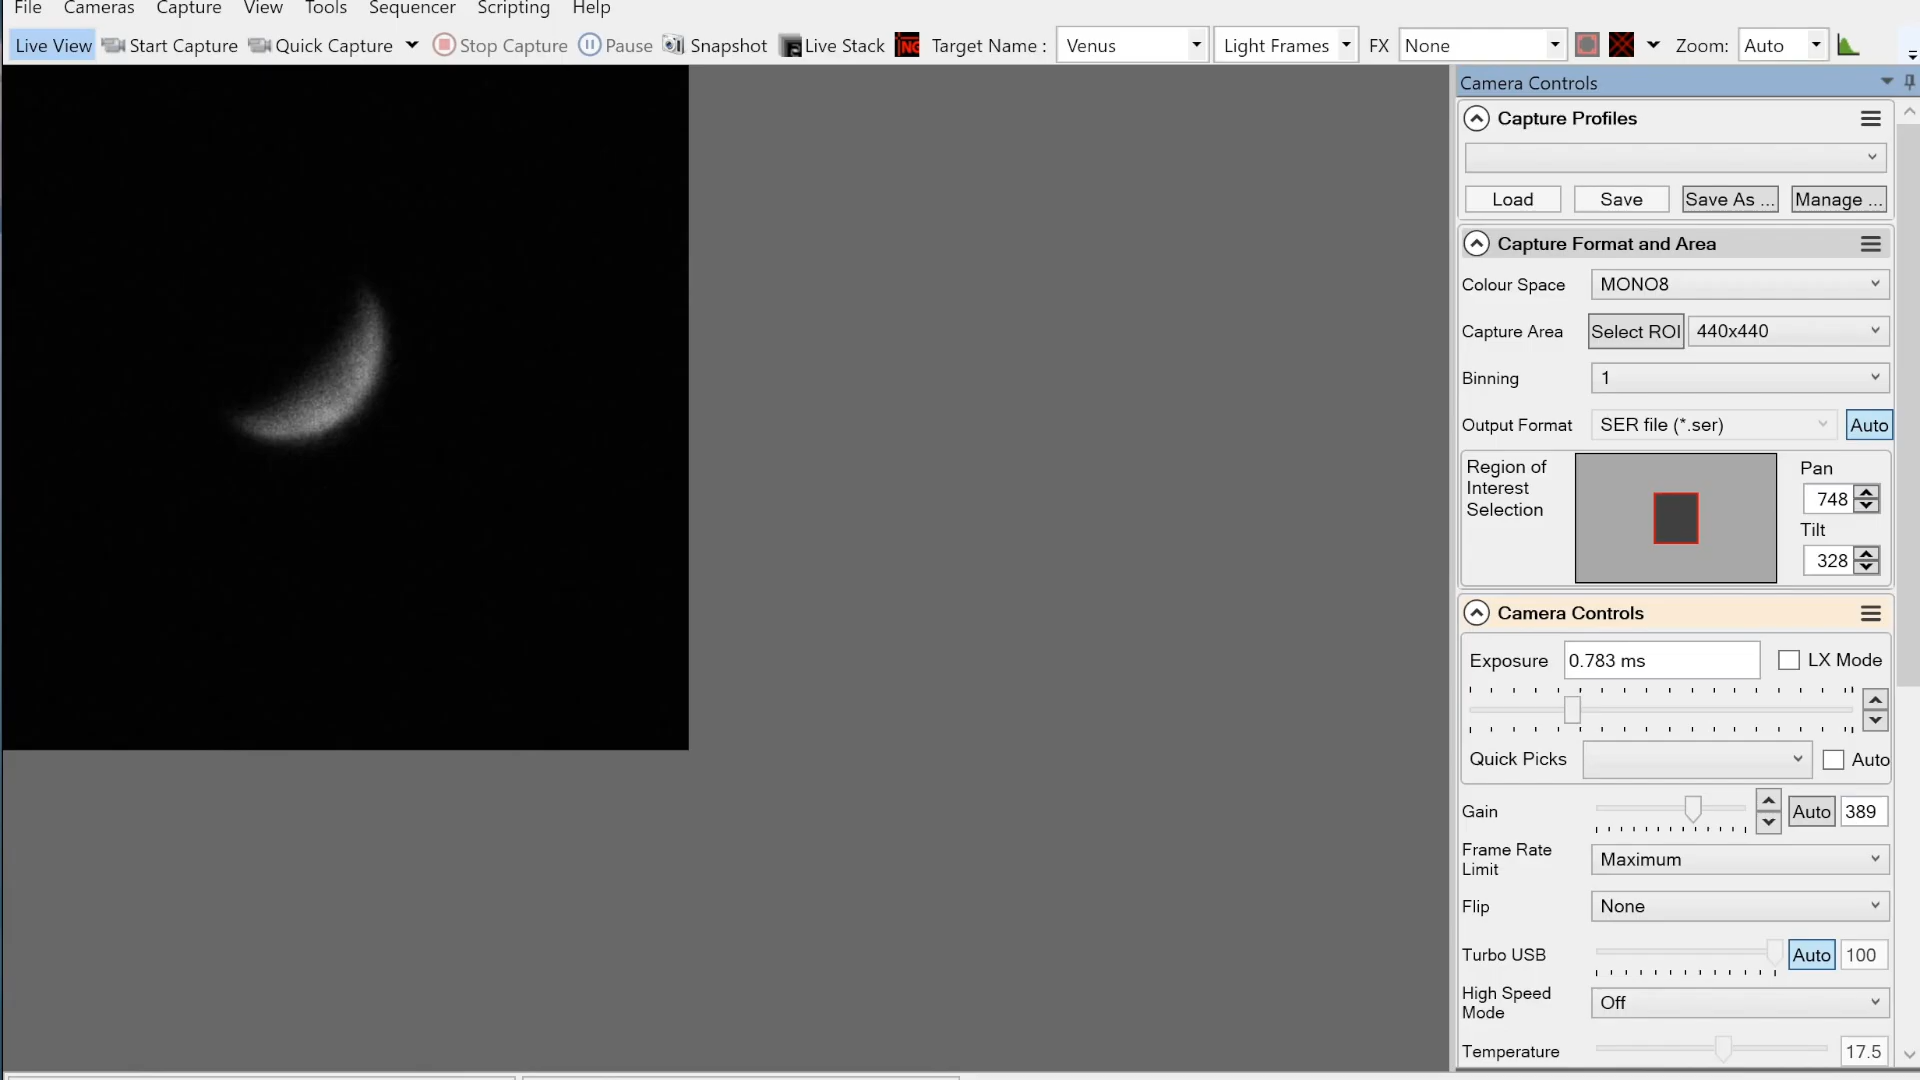 File Cameras Capture View Tools Sequencer Scripting Help
Live View Start Capture Quick Capture Stop Capture Pause Snapshot Live Stack Target Name : Venus Light Frames FX None Zoom: Auto
Camera Controls
Capture Profiles
Load Save Save As ... Manage ...
Capture Format and Area
Colour Space MONO8
Capture Area Select ROI 440x440
Binning 1
Output Format SER file (*.ser) Auto
Region of
Interest
Selection
Pan
748
Tilt
328
Camera Controls
Exposure 0.783 ms LX Mode
Quick Picks Auto
Gain Auto 389
Frame Rate
Limit
Maximum
Flip None
Turbo USB Auto 100
High Speed
Mode
Off
Temperature 17.5